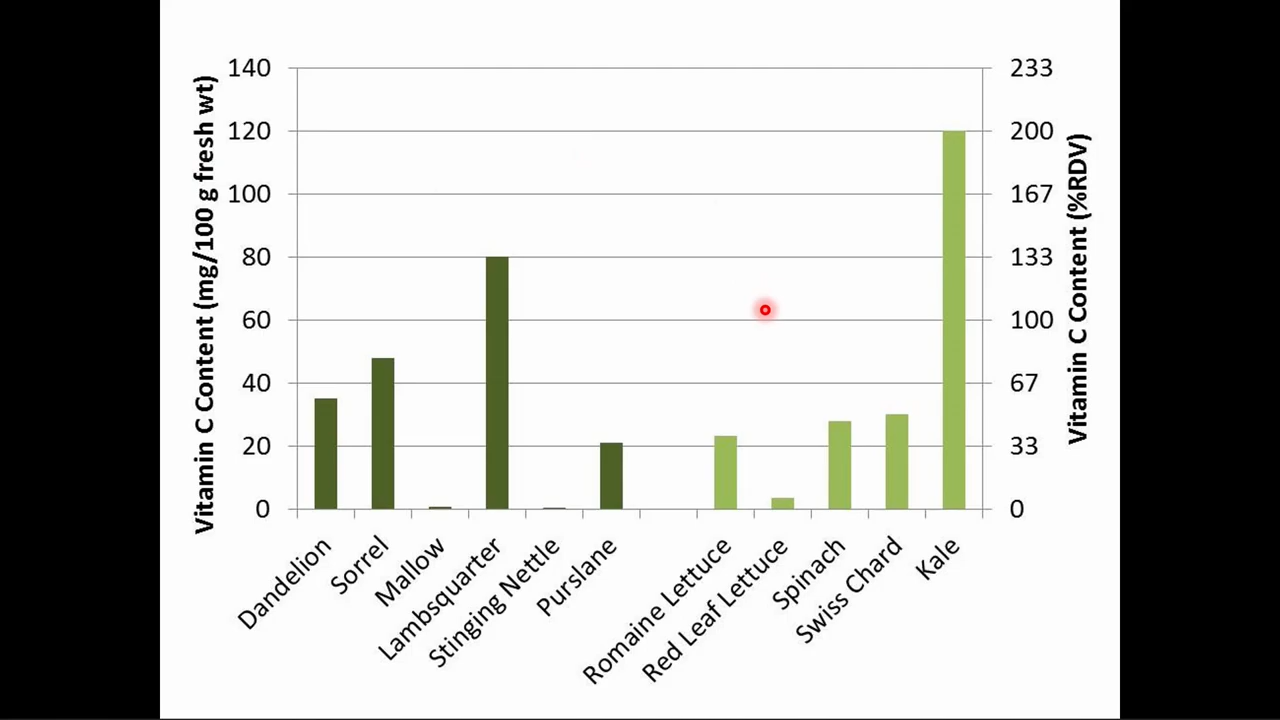 Vitamin C Content (mg/100 g fresh wt)
140
120
100
80
60
40
20
0
233
200
167
133
100
67
33
0
Vitamin C Content (%RDV)
Dandelion
Sorrel
Mallow
Lambsquarter
Stinging Nettle
Purslane
Romaine Lettuce
Red Leaf Lettuce
Spinach
Swiss Chard
Kale